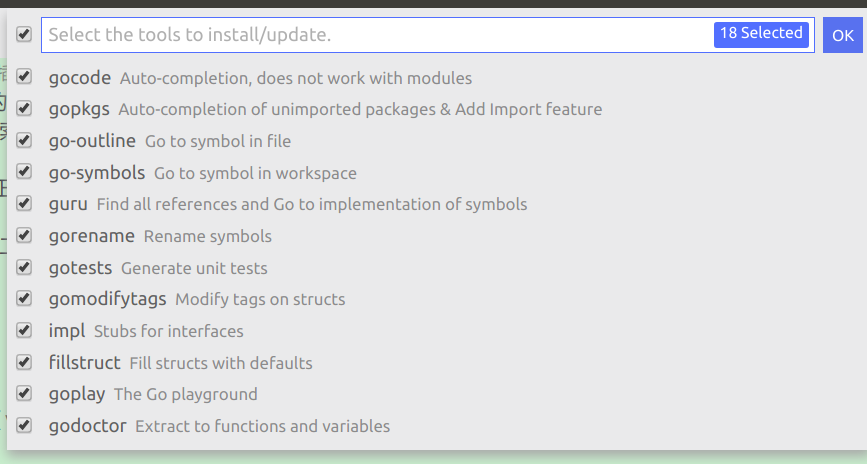 Select the tools to install/update.
18 Selected
OK
gocode Auto-completion, does not work with modules
gopkgs Auto-completion of unimported packages & Add Import feature
go-outline Go to symbol in file
go-symbols Go to symbol in workspace
guru Find all references and Go to implementation of symbols
gorename Rename symbols
gotests Generate unit tests
gomodifytags Modify tags on structs
impl Stubs for interfaces
fillstruct Fill structs with defaults
goplay The Go playground
godoctor Extract to functions and variables